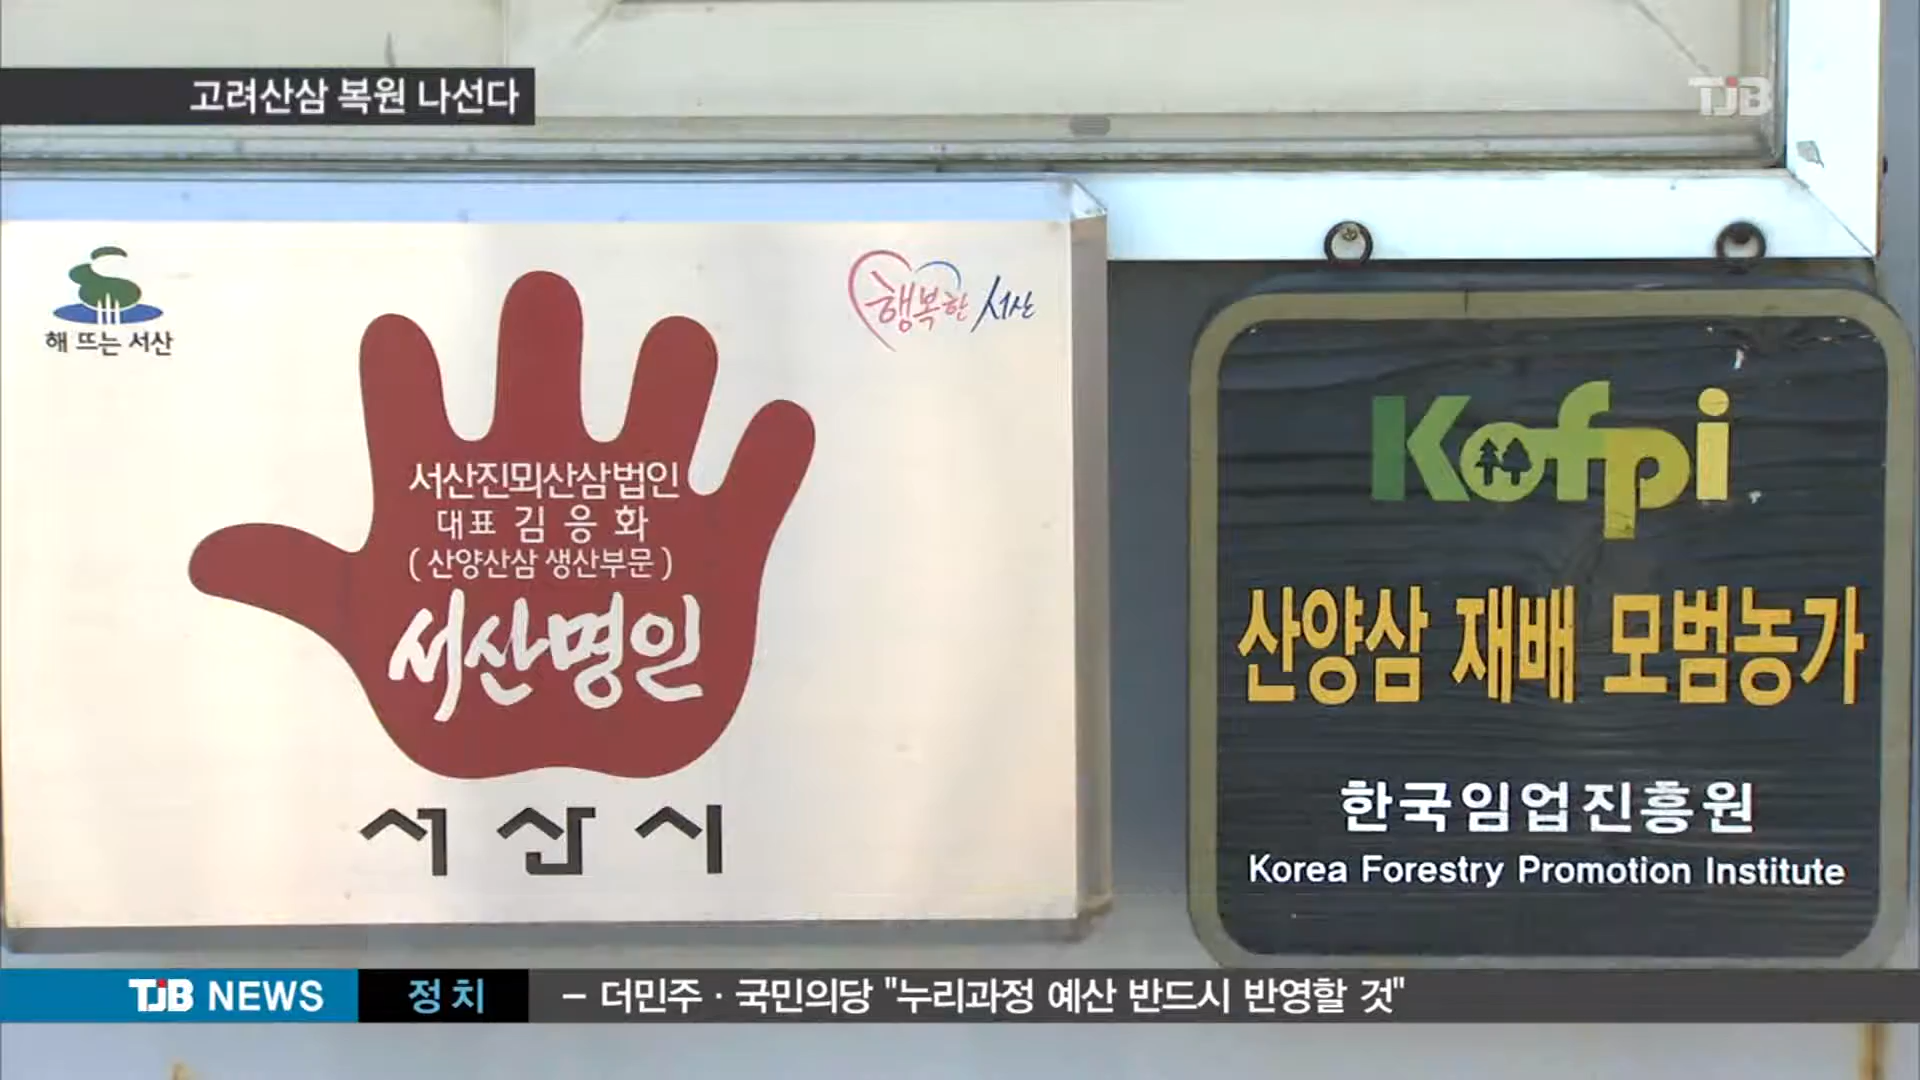 고려산삼 복원 나선다
TJB
해 뜨는 서산
행복한 서산
서산진뫼산삼법인
대표 김응화
( 산양산삼 생산부문 )
서산명인
서산시
Kofpi
산양삼 재배 모범농가
한국임업진흥원
Korea Forestry Promotion Institute
TJB NEWS 정치 – 더민주·국민의당 "누리과정 예산 반드시 반영할 것"